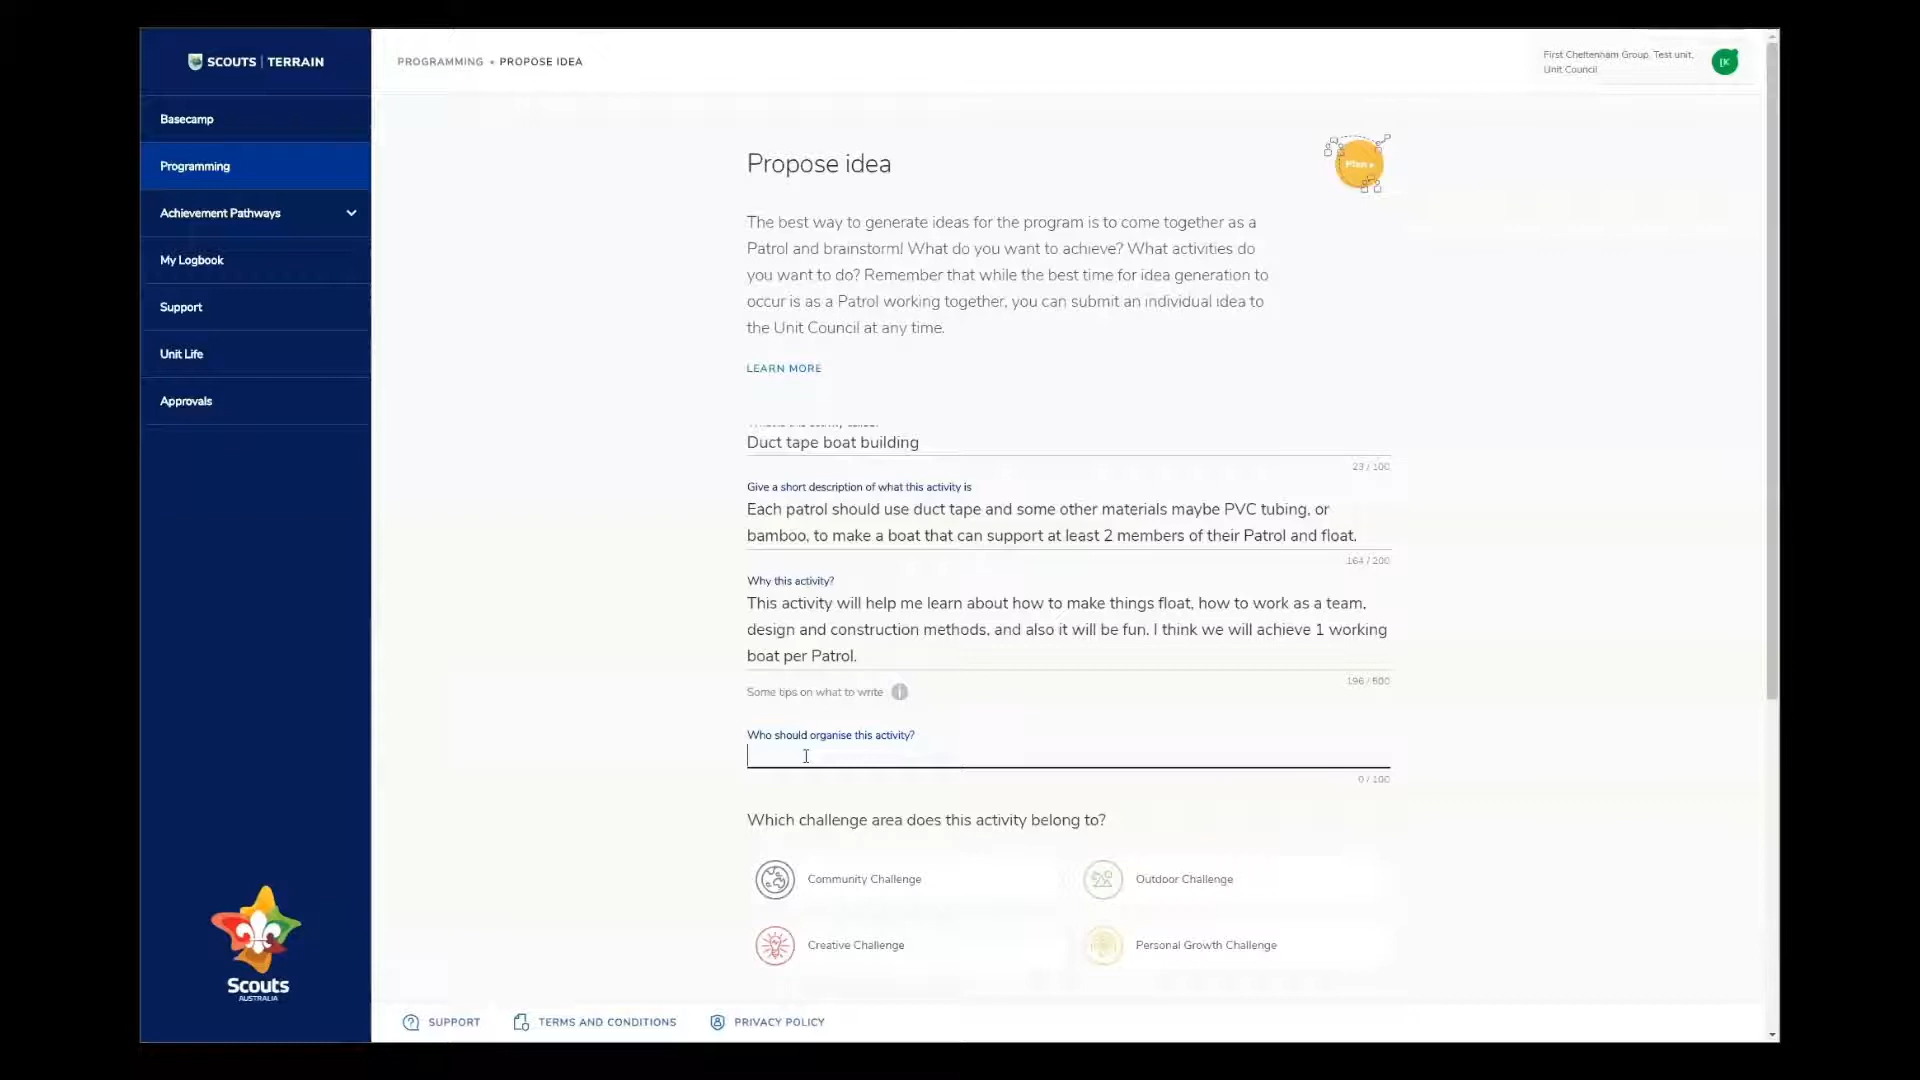 SCOUTS | TERRAIN
PROGRAMMING • PROPOSE IDEA
First Cheltenham Group, Test unit,
Unit Council
Basecamp
Programming
Achievement Pathways
My Logbook
Support
Unit Life
Approvals
Scouts
AUSTRALIA
Propose idea
Plan>
The best way to generate ideas for the program is to come together as a
Patrol and brainstorm! What do you want to achieve? What activities do
you want to do? Remember that while the best time for idea generation to
occur is as a Patrol working together, you can submit an individual idea to
the Unit Council at any time.
LEARN MORE
Duct tape boat building
23 / 100
Give a short description of what this activity is
Each patrol should use duct tape and some other materials maybe PVC tubing, or
bamboo, to make a boat that can support at least 2 members of their Patrol and float.
164 / 200
Why this activity?
This activity will help me learn about how to make things float, how to work as a team,
design and construction methods, and also it will be fun. I think we will achieve 1 working
boat per Patrol.
196 / 500
Some tips on what to write
Who should organise this activity?
0 / 100
Which challenge area does this activity belong to?
Community Challenge
Outdoor Challenge
Creative Challenge
Personal Growth Challenge
SUPPORT
TERMS AND CONDITIONS
PRIVACY POLICY